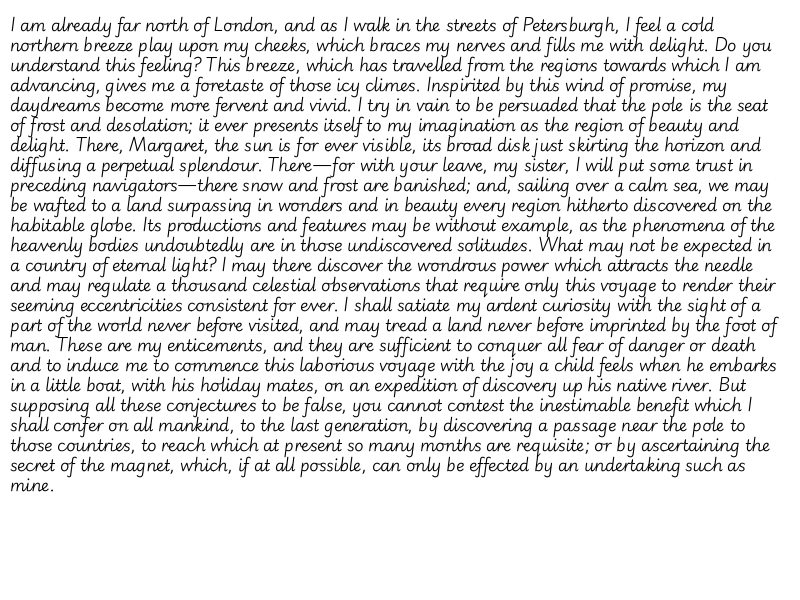 I am already far north of London, and as I walk in the streets of Petersburgh, I feel a cold
northern breeze play upon my cheeks, which braces my nerves and fills me with delight. Do you
understand this feeling? This breeze, which has travelled from the regions towards which I am
advancing, gives me a foretaste of those icy climes. Inspirited by this wind of promise, my
daydreams become more fervent and vivid. I try in vain to be persuaded that the pole is the seat
of frost and desolation; it ever presents itself to my imagination as the region of beauty and
delight. There, Margaret, the sun is for ever visible, its broad disk just skirting the horizon and
diffusing a perpetual splendour. There—for with your leave, my sister, I will put some trust in
preceding navigators—there snow and frost are banished; and, sailing over a calm sea, we may
be wafted to a land surpassing in wonders and in beauty every region hitherto discovered on the
habitable globe. Its productions and features may be without example, as the phenomena of the
heavenly bodies undoubtedly are in those undiscovered solitudes. What may not be expected in
a country of eternal light? I may there discover the wondrous power which attracts the needle
and may regulate a thousand celestial observations that require only this voyage to render their
seeming eccentricities consistent for ever. I shall satiate my ardent curiosity with the sight of a
part of the world never before visited, and may tread a land never before imprinted by the foot of
man. These are my enticements, and they are sufficient to conquer all fear of danger or death
and to induce me to commence this laborious voyage with the joy a child feels when he embarks
in a little boat, with his holiday mates, on an expedition of discovery up his native river. But
supposing all these conjectures to be false, you cannot contest the inestimable benefit which I
shall confer on all mankind, to the last generation, by discovering a passage near the pole to
those countries, to reach which at present so many months are requisite; or by ascertaining the
secret of the magnet, which, if at all possible, can only be effected by an undertaking such as
mine.